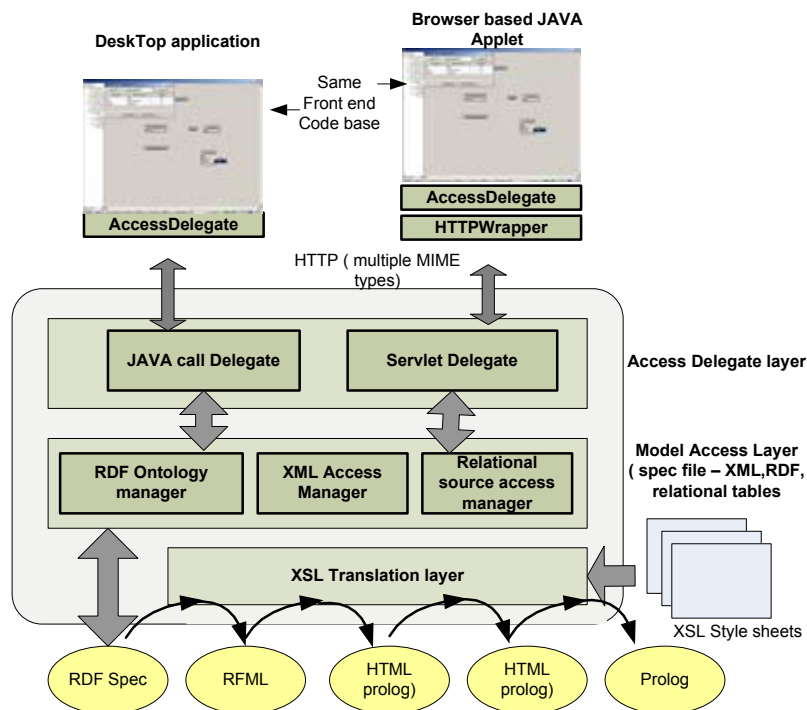 DeskTop application
Browser based JAVA
Applet
Same
Front end
Code base
AccessDelegate
AccessDelegate
HTTPWrapper
HTTP ( multiple MIME
types)
JAVA call Delegate
Servlet Delegate
Access Delegate layer
RDF Ontology
manager
XML Access
Manager
Relational
source access
manager
Model Access Layer
( spec file – XML,RDF,
relational tables
XSL Translation layer
XSL Style sheets
RDF Spec
RFML
HTML
prolog)
HTML
prolog)
Prolog